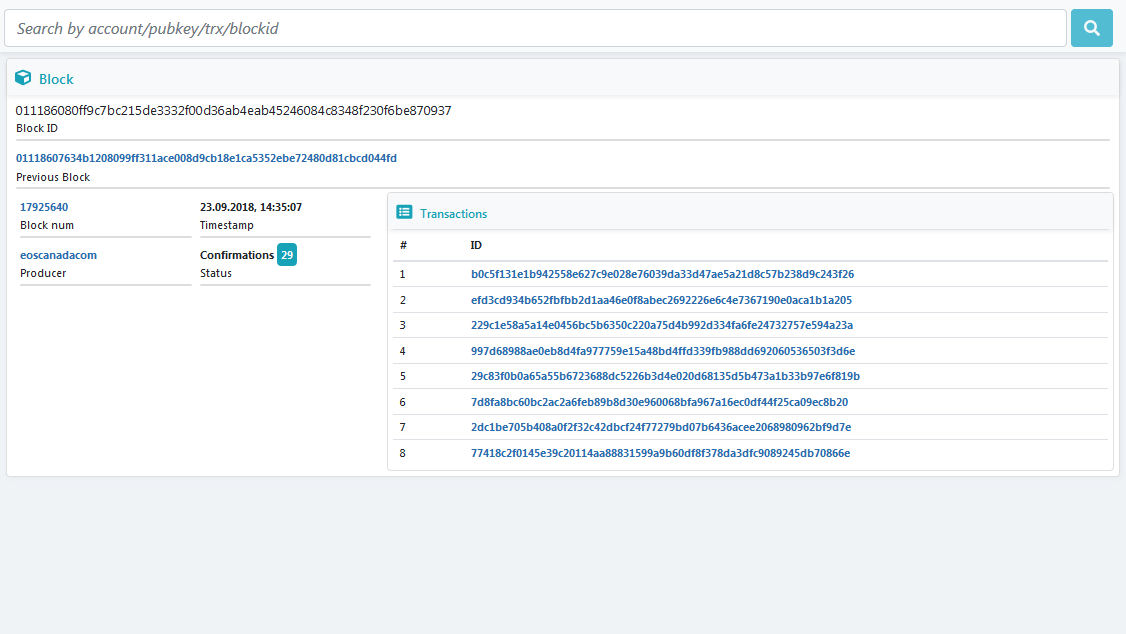 Search by account/pubkey/trx/blockid
Block
011186080ff9c7bc215de3332f00d36ab4eab45246084c8348f230f6be870937
Block ID
01118607634b1208099ff311ace008d9cb18e1ca5352ebe72480d81cbcd044fd
Previous Block
17925640
Block num
23.09.2018, 14:35:07
Timestamp
eoscanadacom
Producer
Confirmations 29
Status
Transactions
# ID
1 b0c5f131e1b942558e627c9e028e76039da33d47ae5a21d8c57b238d9c243f26
2 efd3cd934b652fbfbb2d1aa46e0f8abec2692226e6c4e7367190e0aca1b1a205
3 229c1e58a5a14e0456bc5b6350c220a75d4b992d334fa6fe24732757e594a23a
4 997d68988ae0eb8d4fa977759e15a48bd4ffd339fb988dd692060536503f3d6e
5 29c83f0b0a65a55b6723688dc5226b3d4e020d68135d5b473a1b33b97e6f819b
6 7d8fa8bc60bc2ac2a6feb89b8d30e960068bfa967a16ec0df44f25ca09ec8b20
7 2dc1be705b408a0f2f32c42dbcf24f77279bd07b6436acee2068980962bf9d7e
8 77418c2f0145e39c20114aa88831599a9b60df8f378da3dfc9089245db70866e